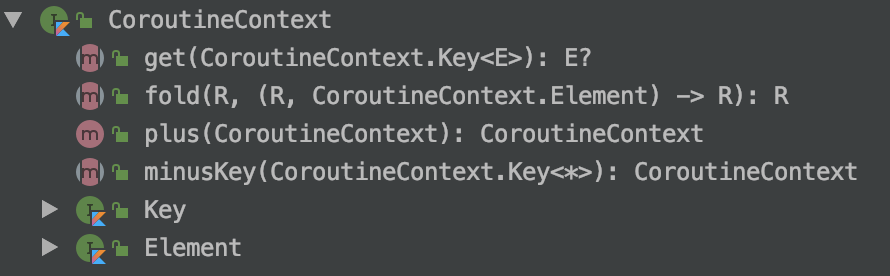 CoroutineContext
get(CoroutineContext.Key<E>): E?
fold(R, (R, CoroutineContext.Element) -> R): R
plus(CoroutineContext): CoroutineContext
minusKey(CoroutineContext.Key<*>): CoroutineContext
Key
Element